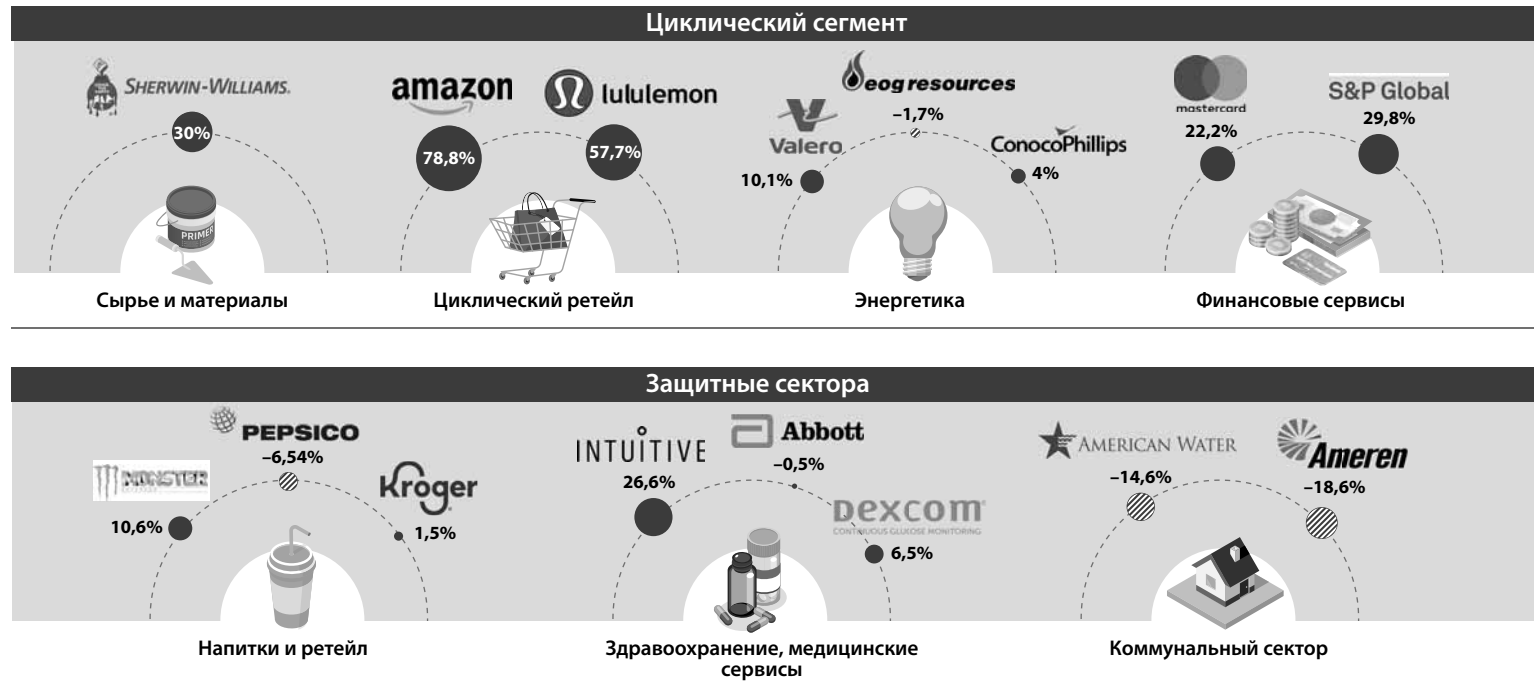 Циклический сегмент
SHERWIN-WILLIAMS.
30%
PRIMER
Сырье и материалы
amazon
lululemon
78,8%
57,7%
Циклический ретейл
eog resources
–1,7%
Valero
10,1%
ConocoPhillips
4%
Энергетика
mastercard
22,2%
S&P Global
29,8%
Финансовые сервисы
Защитные сектора
PEPSICO
–6,54%
MONSTER
10,6%
Kroger
1,5%
Напитки и ретейл
INTUITIVE
26,6%
Abbott
–0,5%
Dexcom
CONTINUOUS GLUCOSE MONITORING
6,5%
Здравоохранение, медицинские
сервисы
AMERICAN WATER
–14,6%
Ameren
–18,6%
Коммунальный сектор